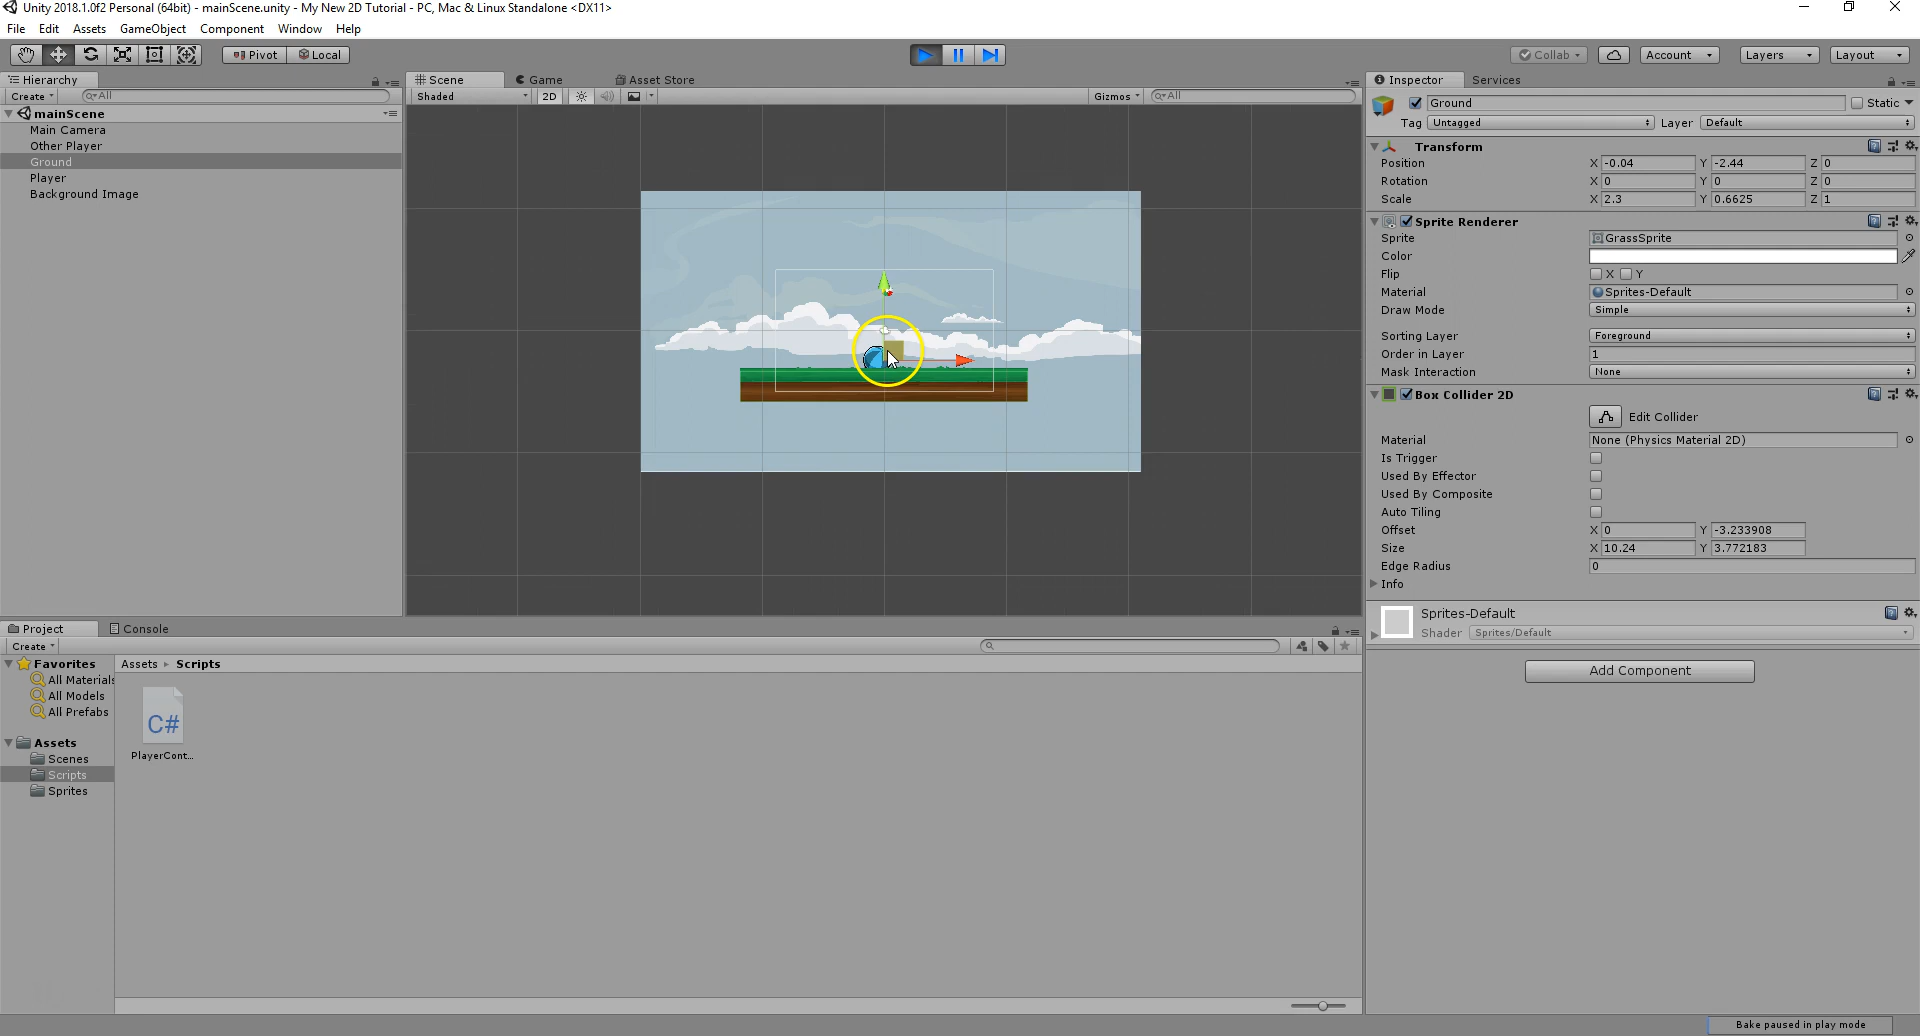 Unity 2018.1.0f2 Personal (64bit) - mainScene.unity - My New 2D Tutorial - PC, Mac & Linux Standalone <DX11>
File Edit Assets GameObject Component Window Help
Pivot Local Collab Account Layers Layout
Hierarchy
Create All
mainScene
Main Camera
Other Player
Ground
Player
Background Image
Scene Game Asset Store
Shaded 2D Gizmos All
Inspector Services
Ground Static
Tag Untagged Layer Default
Transform
Position X -0.04 Y -2.44 Z 0
Rotation X 0 Y 0 Z 0
Scale X 2.3 Y 0.6625 Z 1
Sprite Renderer
Sprite GrassSprite
Color
Flip X Y
Material Sprites-Default
Draw Mode Simple
Sorting Layer Foreground
Order in Layer 1
Mask Interaction None
Box Collider 2D
Edit Collider
Material None (Physics Material 2D)
Is Trigger
Used By Effector
Used By Composite
Auto Tiling
Offset X 0 Y -3.233908
Size X 10.24 Y 3.772183
Edge Radius 0
Info
Sprites-Default
Shader Sprites/Default
Add Component
Project Console
Create
Favorites
All Materials
All Models
All Prefabs
Assets
Scenes
Scripts
Sprites
Assets Scripts
C#
PlayerCont...
Bake paused in play mode